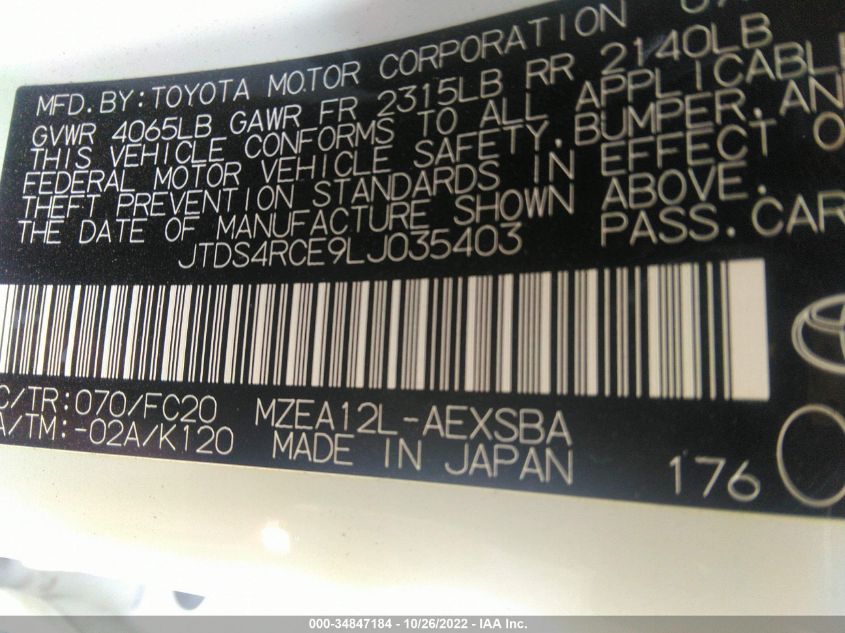 MFD. BY: TOYOTA MOTOR CORPORATION
GVWR 4065LB GAWR FR 2315LB RR 2140LB
THIS VEHICLE CONFORMS TO ALL APPLICABLE
FEDERAL MOTOR VEHICLE SAFETY, BUMPER, AN
THEFT PREVENTION STANDARDS IN EFFECT O
THE DATE OF MANUFACTURE SHOWN ABOVE.
JTDS4RCE9LJ035403 PASS. CAR
C/TR: 070/FC20 MZEA12L-AEXSBA
A/TM: -02A/K120 MADE IN JAPAN 176
000-34847184 - 10/26/2022 - IAA Inc.